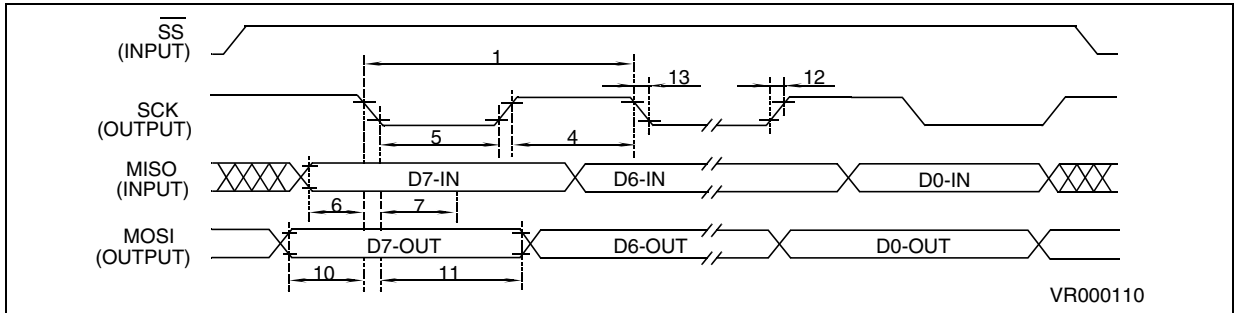 SS
(INPUT)
1
13
12
SCK
(OUTPUT)
5
4
MISO
(INPUT)
D7-IN
D6-IN
D0-IN
6
7
MOSI
(OUTPUT)
D7-OUT
D6-OUT
D0-OUT
10
11
VR000110